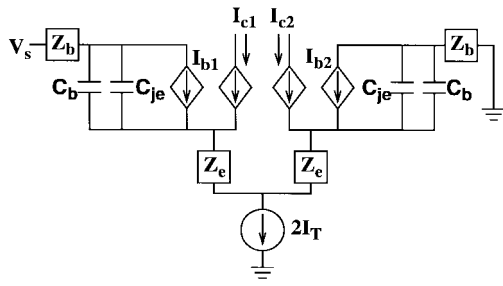 I_c1 I_c2
V_s Z_b I_b1 I_b2 Z_b
C_b C_je C_je C_b
Z_e Z_e
2I_T